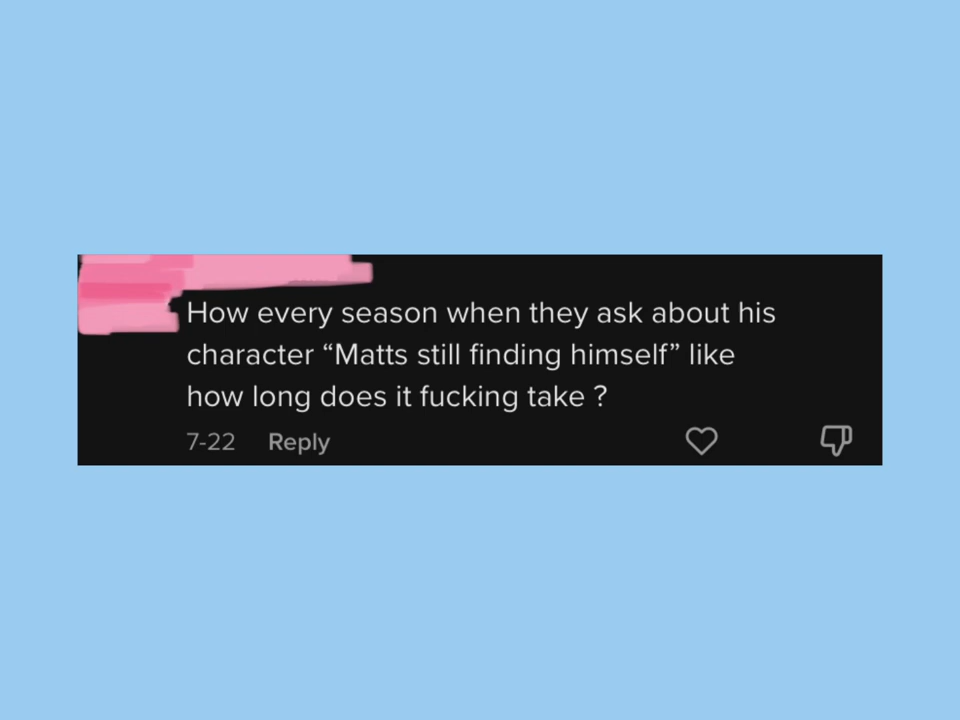 How every season when they ask about his
character “Matts still finding himself” like
how long does it fucking take ?
7-22 Reply